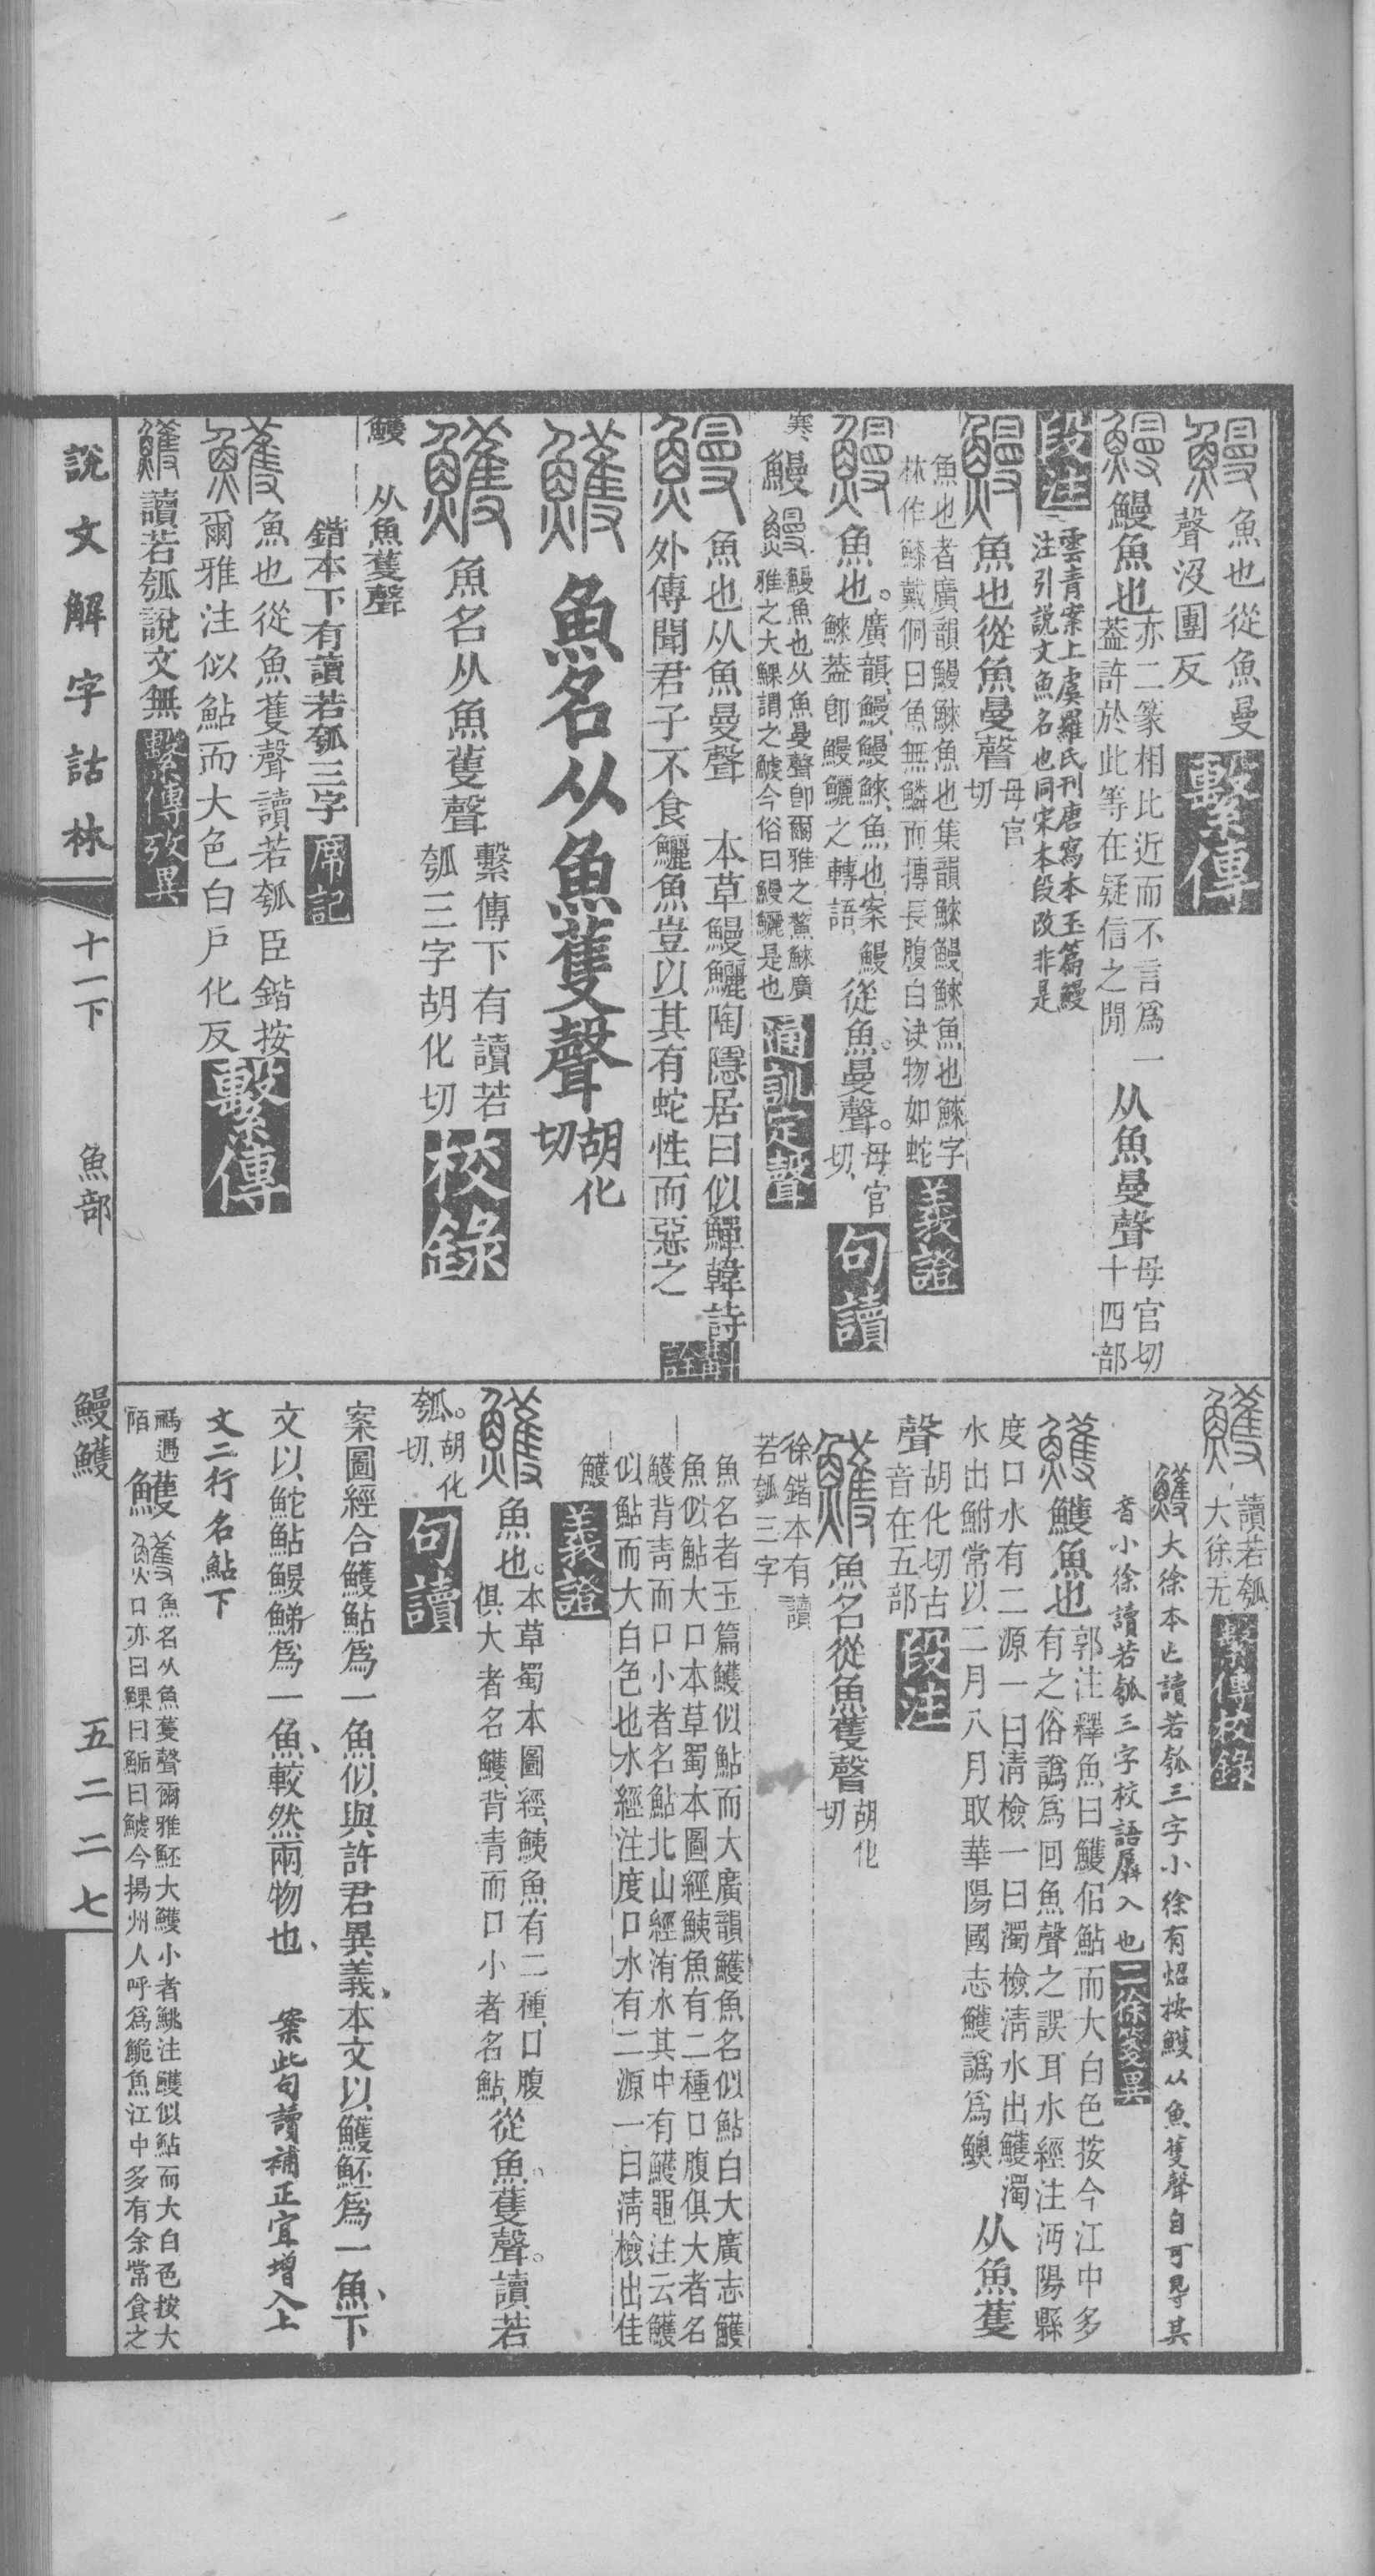 魚也從魚曼
聲沒團反
繫傳
鰻魚也
亦二篆相比近而不言爲一
葢許於此等在疑信之閒
从魚曼聲
母官切
十四部
段注
雲青案上虞羅氏刊唐寫本玉篇鰻
注引說文魚名也同宋本段改非是
魚也從魚曼聲
母官
切
魚也者廣韻鰻鯠魚也集韻鯠鰻鯠魚也鯠字
林作鯠戴侗曰魚無鱗而摶長腹白決物如蛇
義證
魚也。
廣韻鰻鰻鯠魚也案鰻
鯠葢卽鰻鱺之轉語
從魚。曼聲。
母官
切
句讀
鰻
鰻魚也从魚曼聲卽爾雅之鰲鯠廣
雅之大鯠謂之鮬今俗曰鰻鱺是也
通訓定聲
魚也从魚曼聲　本草鰻鱺陶隱居曰似鱓韓詩
外傳聞君子不食鱺魚豈以其有蛇性而惡之
斠詮
魚名从魚蒦聲
胡化
切
魚名从魚蒦聲
繫傳下有讀若
瓠三字胡化切
校錄
鱯　从魚蒦聲
鍇本下有讀若瓠三字
席記
魚也從魚蒦聲讀若瓠臣鍇按
爾雅注似鮎而大色白戶化反
繫傳
讀若瓠說文無
繫傳攷異
讀若瓠
大徐无
繫傳校錄
鱯大徐本亡讀若瓠三字小徐有炤按鱯从魚蒦聲自可得其
音小徐讀若瓠三字校語羼入也
二徐箋異
鱯魚也
郭注釋魚曰鱯佀鮎而大白色按今江中多
有之俗譌爲回魚聲之誤耳水經注沔陽縣
度口水有二源一曰淸檢一曰濁檢淸水出鱯濁
水出鮒常以二月八月取華陽國志鱯譌爲鱮
从魚蒦
聲
胡化切古
音在五部
段注
魚名從魚蒦聲
胡化
切
徐鍇本有讀
若瓠三字
魚名者玉篇鱯似鮎而大廣韻鱯魚名似鮎白大廣志鱯
魚似鮎大口本草蜀本圖經鮧魚有二種口腹俱大者名
鱯背靑而口小者名鮎北山經洧水其中有鱯黽注云鱯
似鮎而大白色也水經注度口水有二源一曰淸檢出佳
鱯
義證
魚也。
本草蜀本圖經鮧魚有二種口腹
俱大者名鱯背青而口小者名鮎
從魚。蒦聲。讀若
瓠。
胡化
切
句讀
案圖經合鱯鮎爲一魚似與許君異義本文以鱯魾爲一魚下
文以鮀鮎鰋鮷爲一魚較然兩物也　案此句讀補正宜增入上
文二行名鮎下
鱯
魚名从魚蒦聲爾雅魾大鱯小者鮡注鱯似鮎而大白色按大
口亦曰鯠曰鮜曰鱯今揚州人呼爲鮠魚江中多有余常食之
說文解字詁林
十一下
魚部
鰻鱯
五二二七